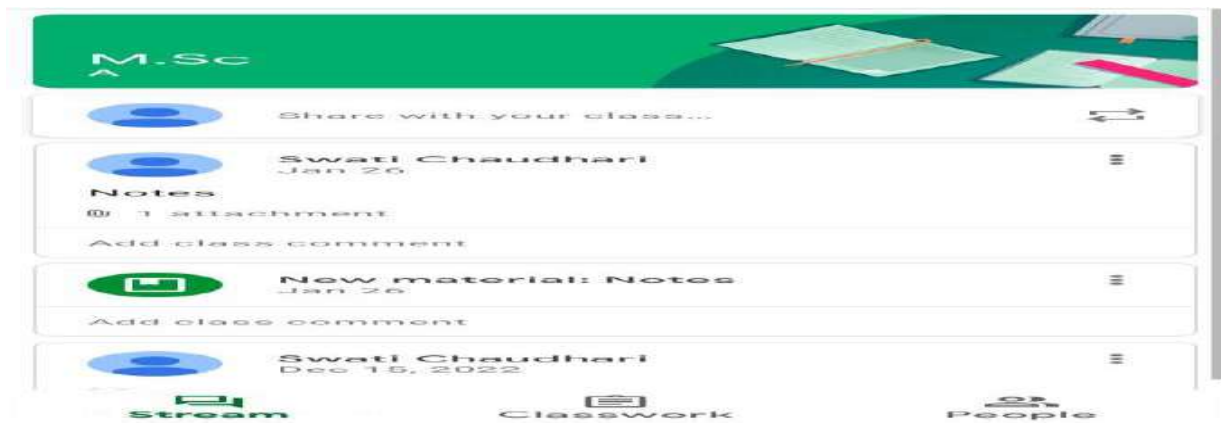 M.Sc
A
Share with your class...
Swati Chaudhari
Jan 26
Notes
1 attachment
Add class comment
New material: Notes
Jan 26
Add class comment
Swati Chaudhari
Dec 15, 2022
Stream
Classwork
People